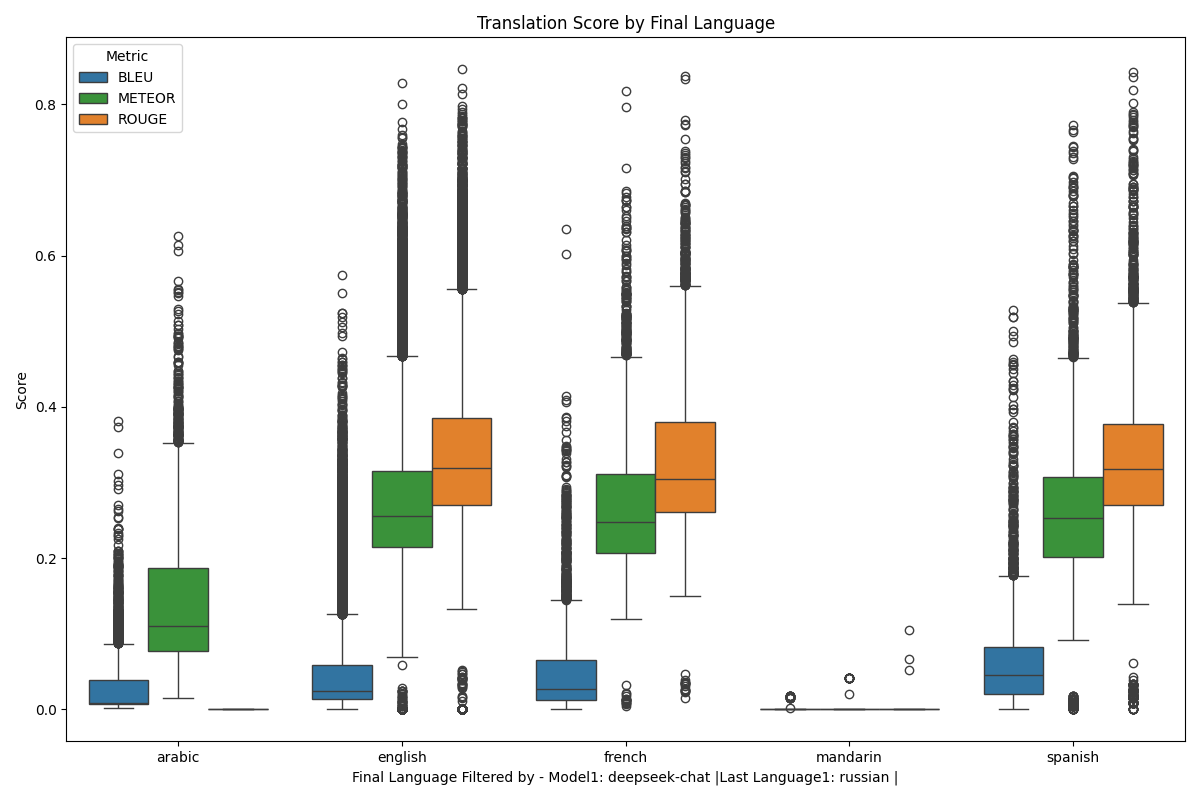 Translation Score by Final Language
Metric
BLEU
METEOR
ROUGE
Score
0.8
0.6
0.4
0.2
0.0
arabic
english
french
mandarin
spanish
Final Language Filtered by - Model1: deepseek-chat |Last Language1: russian |